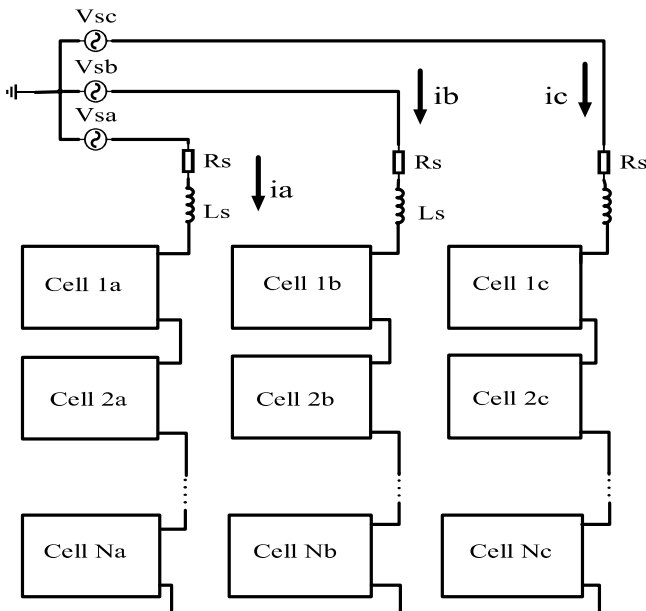 Vsc
Vsb
Vsa
ib
ic
Rs
Rs
Rs
ia
Ls
Ls
Cell 1a
Cell 1b
Cell 1c
Cell 2a
Cell 2b
Cell 2c
Cell Na
Cell Nb
Cell Nc